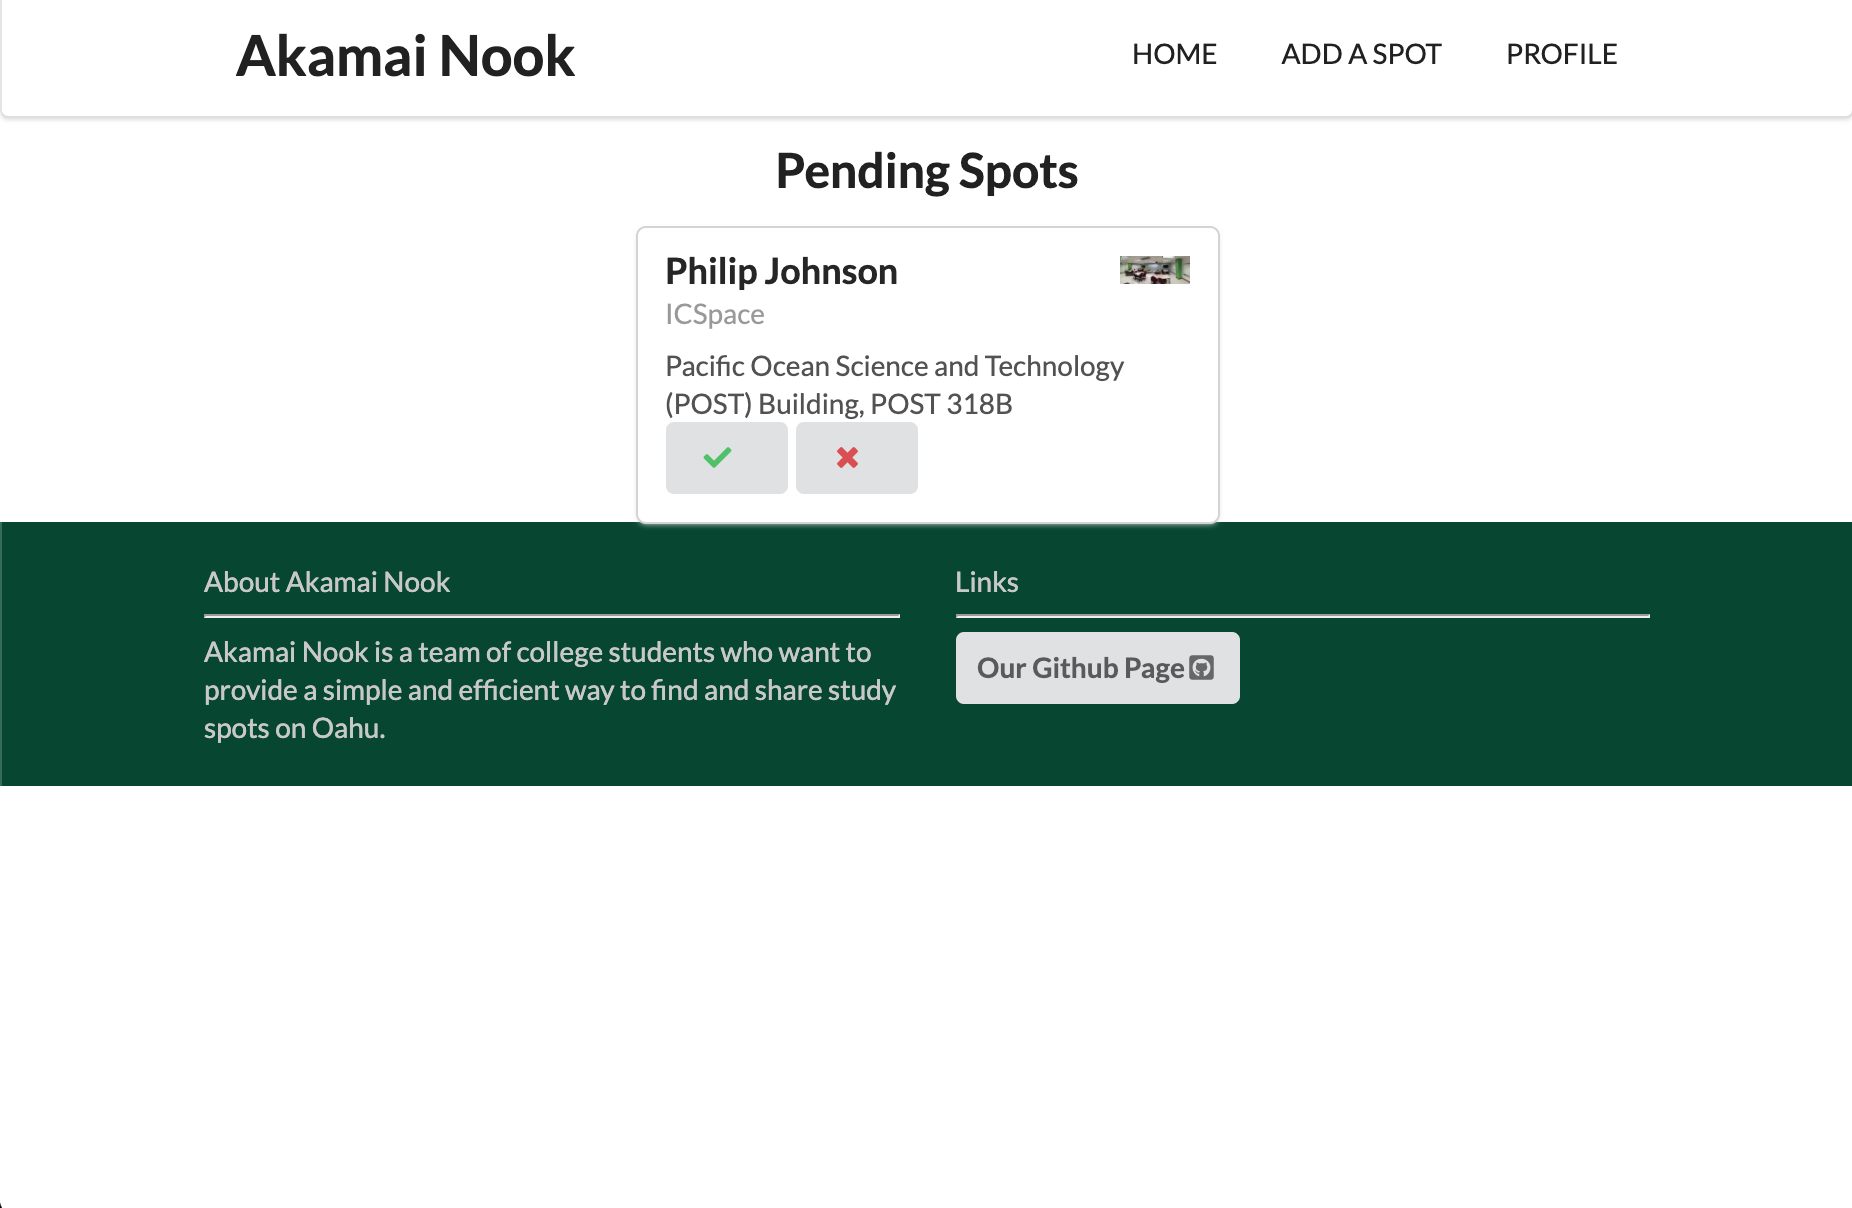 Akamai Nook
HOME
ADD A SPOT
PROFILE
Pending Spots
Philip Johnson
ICSpace
Pacific Ocean Science and Technology
(POST) Building, POST 318B
About Akamai Nook
Akamai Nook is a team of college students who want to
provide a simple and efficient way to find and share study
spots on Oahu.
Links
Our Github Page